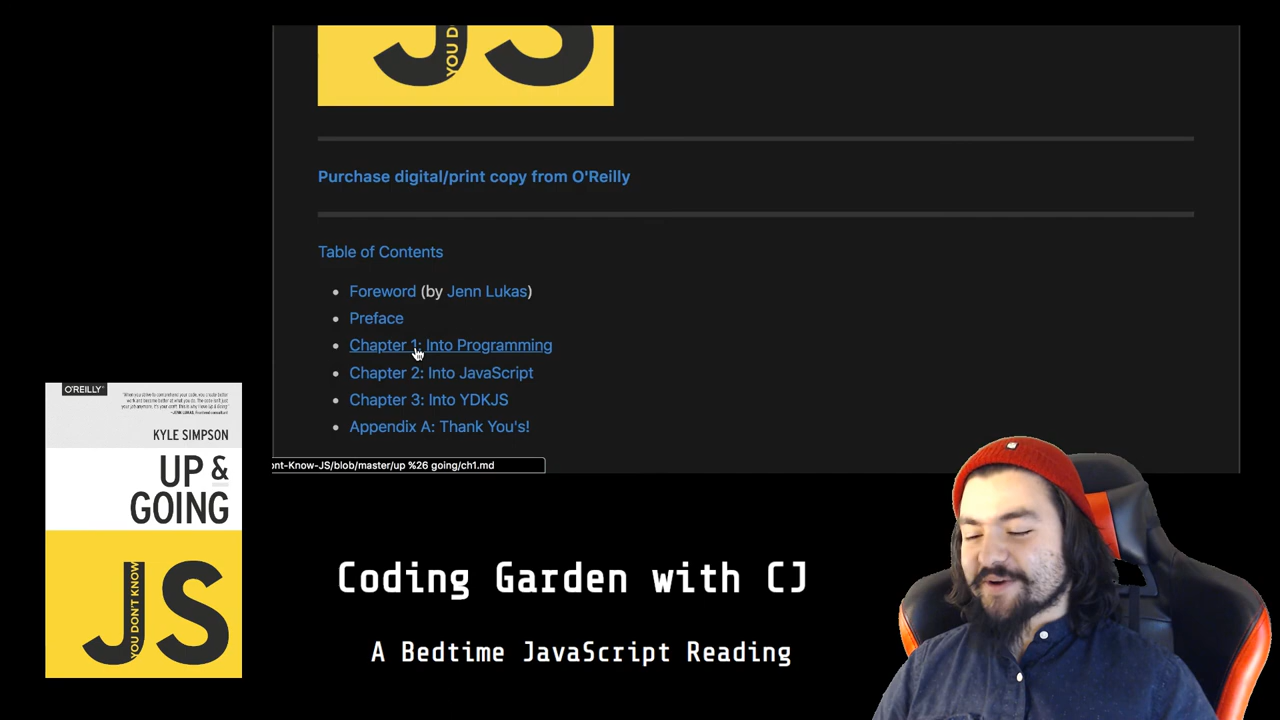 JS
YOU D
Purchase digital/print copy from O'Reilly
Table of Contents
• Foreword (by Jenn Lukas)
• Preface
• Chapter 1: Into Programming
• Chapter 2: Into JavaScript
• Chapter 3: Into YDKJS
• Appendix A: Thank You's!
ont-Know-JS/blob/master/up %26 going/ch1.md
O'REILLY®
KYLE SIMPSON
UP &
GOING
JS
YOU DON'T KNOW
Coding Garden with CJ
A Bedtime JavaScript Reading